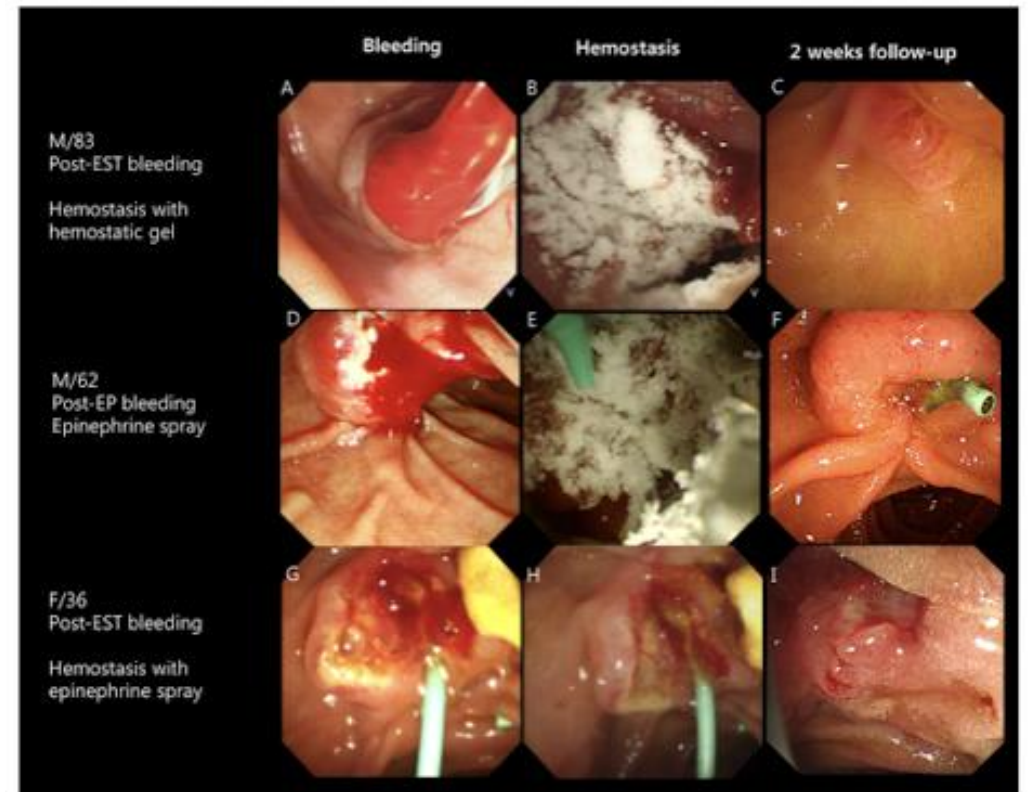 Bleeding
Hemostasis
2 weeks follow-up
A
B
C
M/83
Post-EST bleeding
Hemostasis with
hemostatic gel
D
E
F
M/62
Post-EP bleeding
Epinephrine spray
G
H
I
F/36
Post-EST bleeding
Hemostasis with
epinephrine spray